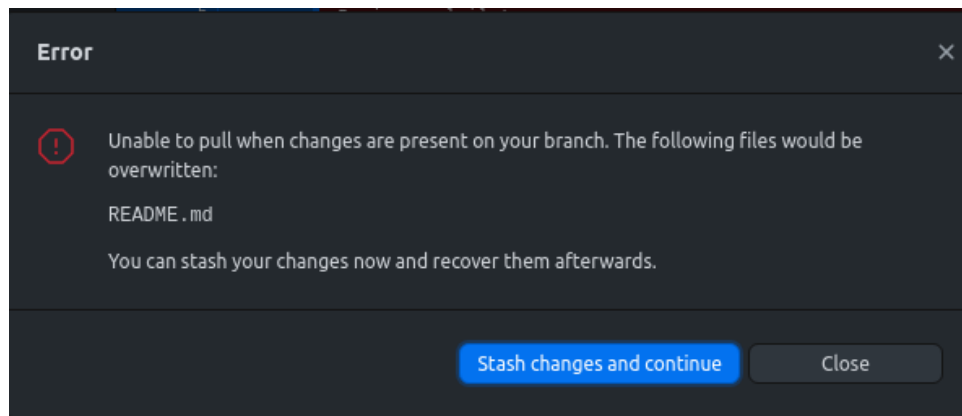 Error
Unable to pull when changes are present on your branch. The following files would be
overwritten:
README.md
You can stash your changes now and recover them afterwards.
Stash changes and continue
Close